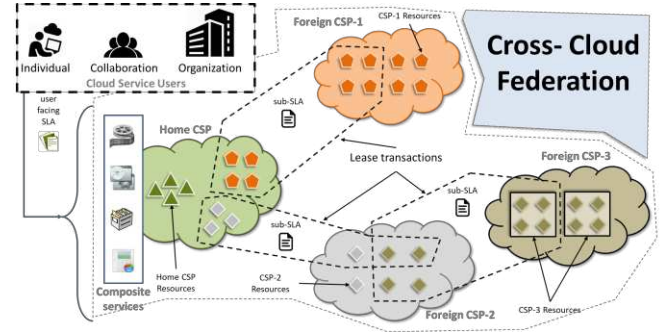 Foreign CSP-1
CSP-1 Resources
Cross- Cloud
Federation
Individual
Collaboration
Organization
Cloud Service Users
user
facing
SLA
sub-SLA
Home CSP
Lease transactions
Foreign CSP-3
sub-SLA
sub-SLA
Home CSP
Resources
CSP-2
Resources
Composite
services
Foreign CSP-2
CSP-3 Resources